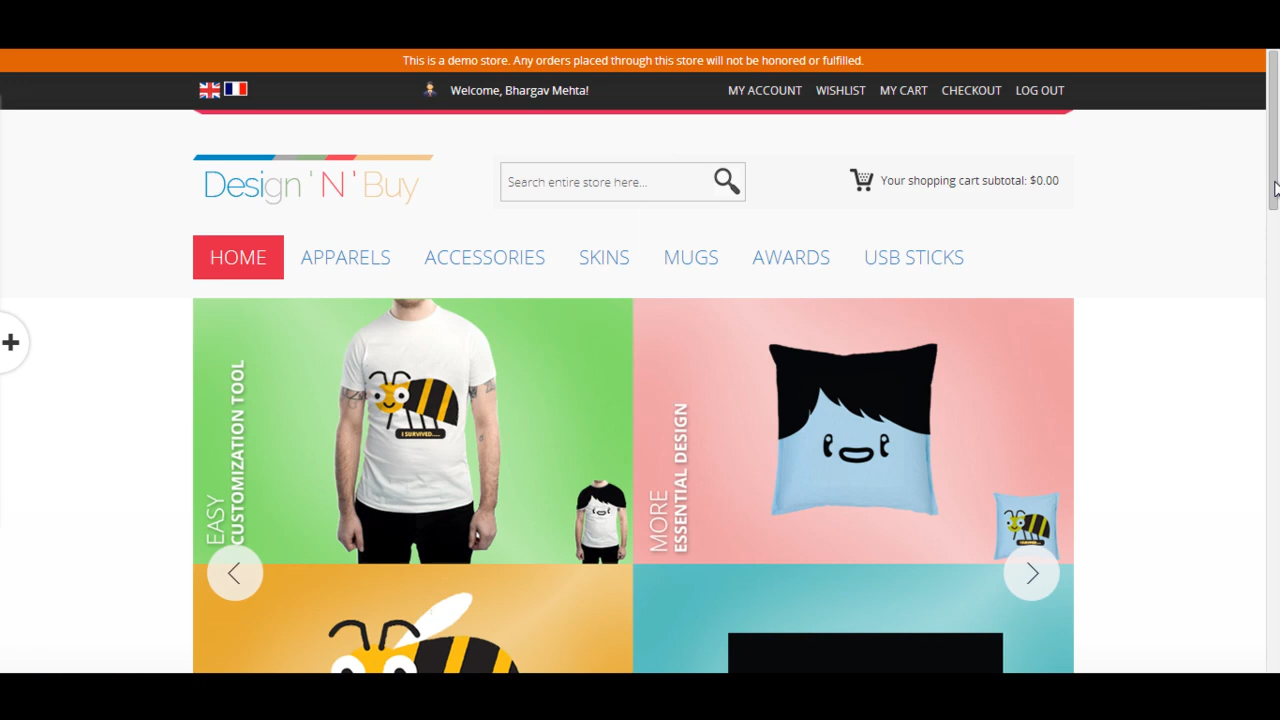 This is a demo store. Any orders placed through this store will not be honored or fulfilled.
Welcome, Bhargav Mehta!
MY ACCOUNT WISHLIST MY CART CHECKOUT LOG OUT
Design 'N' Buy
Search entire store here...
Your shopping cart subtotal: $0.00
HOME APPARELS ACCESSORIES SKINS MUGS AWARDS USB STICKS
EASY
CUSTOMIZATION TOOL
I SURVIVED....
MORE
ESSENTIAL DESIGN